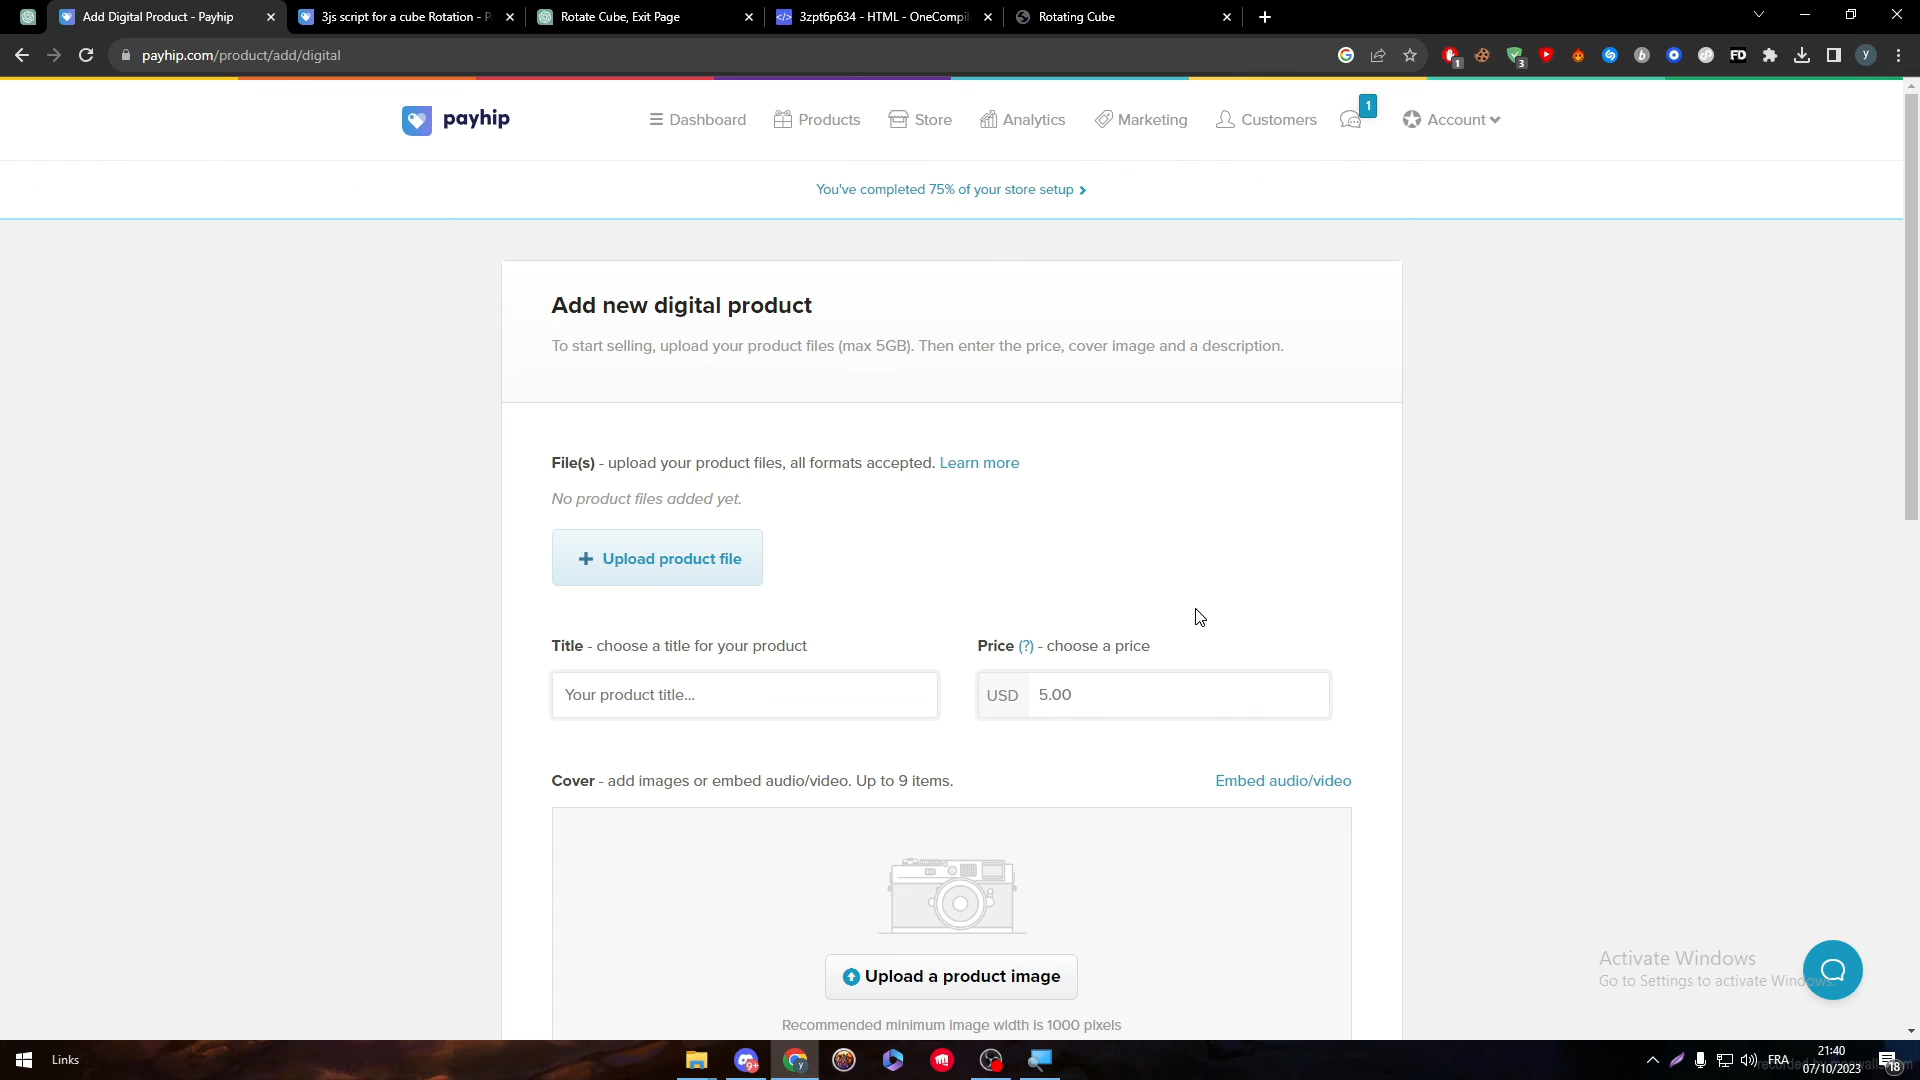 Add Digital Product - Payhip
3js script for a cube Rotation - P
Rotate Cube, Exit Page
3zpt6p634 - HTML - OneCompil
Rotating Cube
payhip.com/product/add/digital
1
3
FD
y
payhip
Dashboard
Products
Store
Analytics
Marketing
Customers
1
Account
You've completed 75% of your store setup
Add new digital product
To start selling, upload your product files (max 5GB). Then enter the price, cover image and a description.
File(s) - upload your product files, all formats accepted. Learn more
No product files added yet.
+ Upload product file
Title - choose a title for your product
Price (?) - choose a price
Your product title...
USD 5.00
Cover - add images or embed audio/video. Up to 9 items.
Embed audio/video
Upload a product image
Recommended minimum image width is 1000 pixels
Activate Windows
Go to Settings to activate Windows.
Links
FRA
21:40
07/10/2023
18